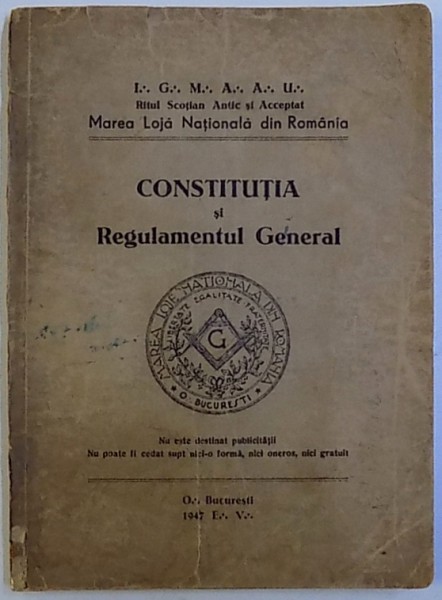 I∴ G∴ M∴ A∴ A∴ U∴
Ritul Scoțian Antic și Acceptat
Marea Lojă Națională din România
CONSTITUȚIA
și
Regulamentul General
MAREA LOJE NAȚIONALA DIN ROMÂNIA
LIBERTATE EGALITATE FRATERNITATE
G
* O. BUCUREȘTI *
Nu este destinat publicității
Nu poate fi cedat supt nici-o formă, nici oneros, nici gratuit
O∴ București
1947 E∴ V∴